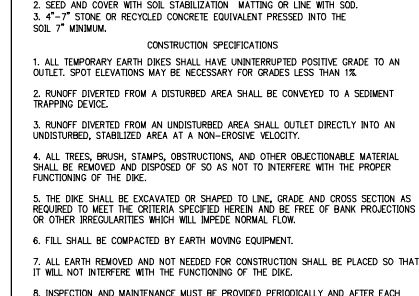 2. SEED AND COVER WITH SOIL STABILIZATION MATTING OR LINE WITH SOD.
3. 4"-7" STONE OR RECYCLED CONCRETE EQUIVALENT PRESSED INTO THE
SOIL 7" MINIMUM.
CONSTRUCTION SPECIFICATIONS
1. ALL TEMPORARY EARTH DIKES SHALL HAVE UNINTERRUPTED POSITIVE GRADE TO AN
OUTLET. SPOT ELEVATIONS MAY BE NECESSARY FOR GRADES LESS THAN 1%.
2. RUNOFF DIVERTED FROM A DISTURBED AREA SHALL BE CONVEYED TO A SEDIMENT
TRAPPING DEVICE.
3. RUNOFF DIVERTED FROM AN UNDISTURBED AREA SHALL OUTLET DIRECTLY INTO AN
UNDISTURBED, STABILIZED AREA AT A NON-EROSIVE VELOCITY.
4. ALL TREES, BRUSH, STAMPS, OBSTRUCTIONS, AND OTHER OBJECTIONABLE MATERIAL
SHALL BE REMOVED AND DISPOSED OF SO AS NOT TO INTERFERE WITH THE PROPER
FUNCTIONING OF THE DIKE.
5. THE DIKE SHALL BE EXCAVATED OR SHAPED TO LINE, GRADE AND CROSS SECTION AS
REQUIRED TO MEET THE CRITERIA SPECIFIED HEREIN AND BE FREE OF BANK PROJECTIONS
OR OTHER IRREGULARITIES WHICH WILL IMPEDE NORMAL FLOW.
6. FILL SHALL BE COMPACTED BY EARTH MOVING EQUIPMENT.
7. ALL EARTH REMOVED AND NOT NEEDED FOR CONSTRUCTION SHALL BE PLACED SO THAT
IT WILL NOT INTERFERE WITH THE FUNCTIONING OF THE DIKE.
8. INSPECTION AND MAINTENANCE MUST BE PROVIDED PERIODICALLY AND AFTER EACH